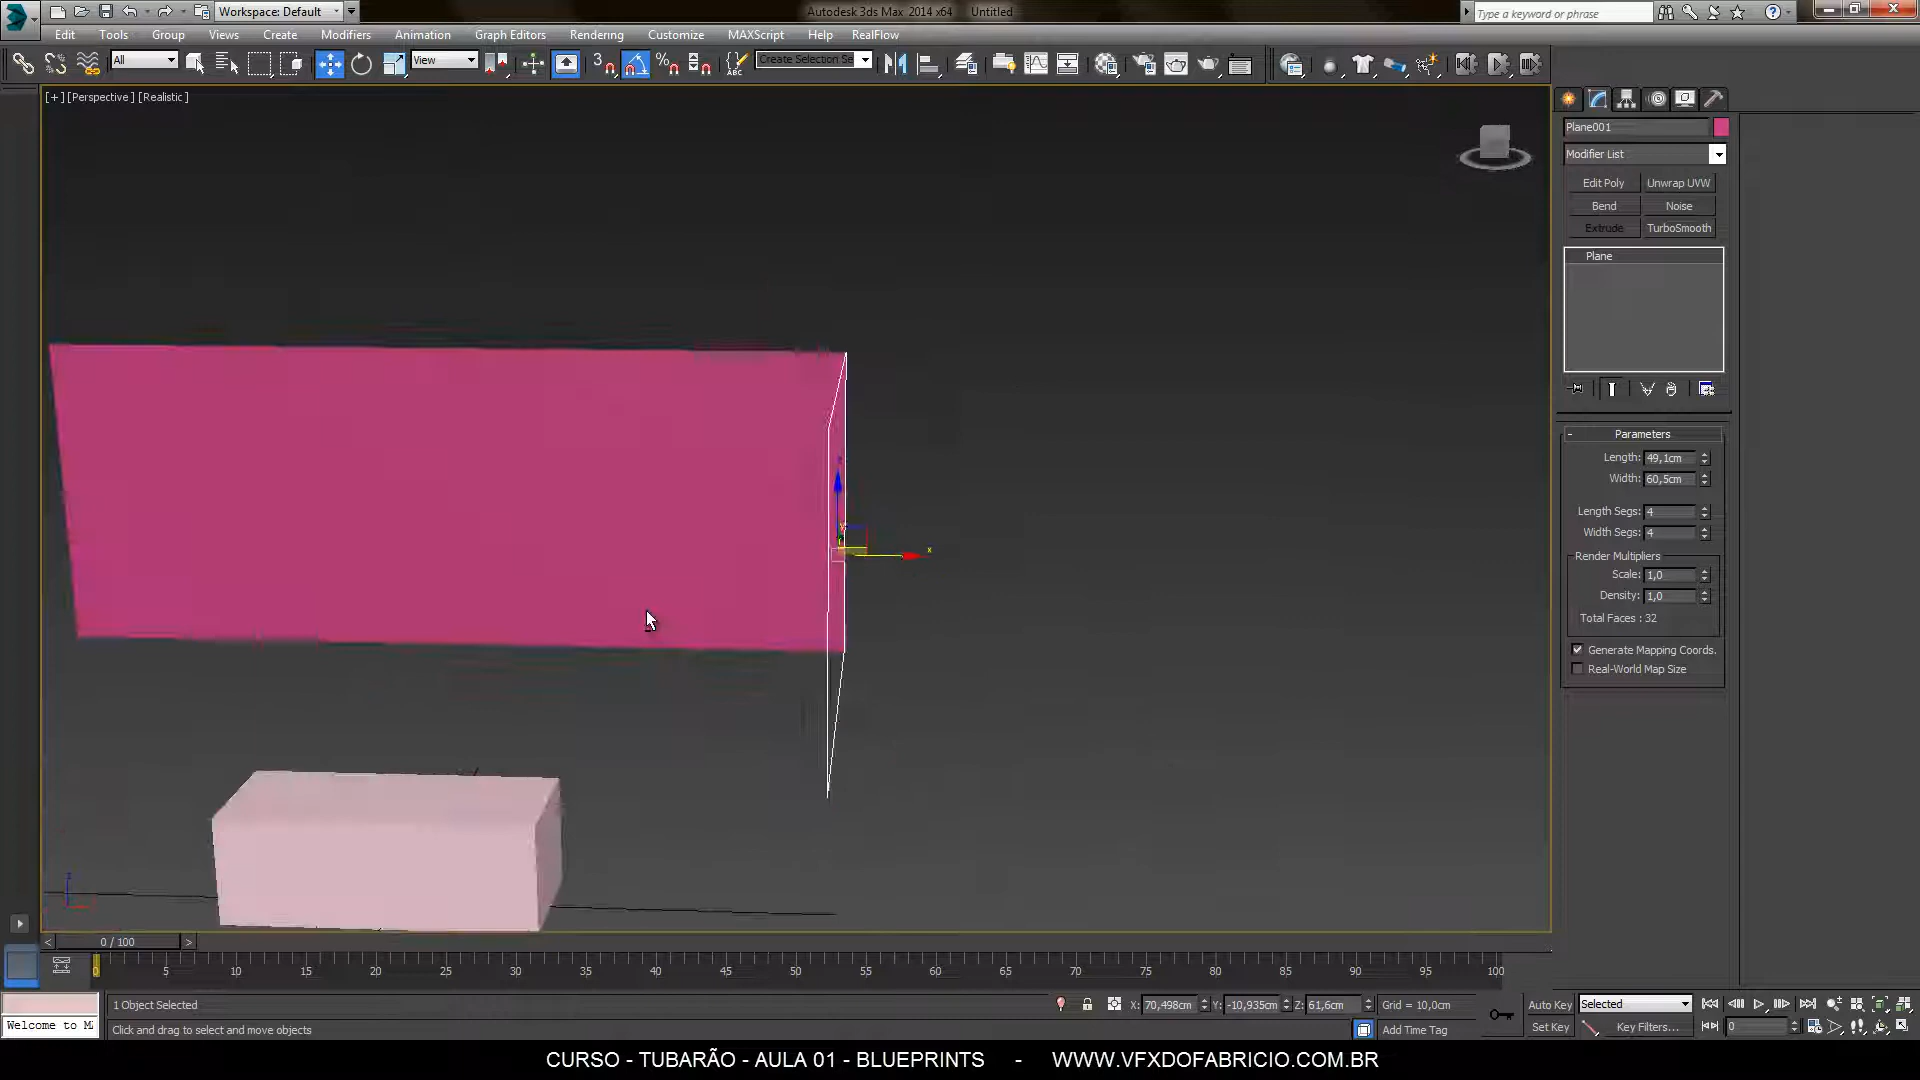 Workspace: Default
Autodesk 3ds Max 2014 x64 Untitled
Type a keyword or phrase
Edit Tools Group Views Create Modifiers Animation Graph Editors Rendering Customize MAXScript Help RealFlow
All
View
Create Selection Se
[+] [Perspective] [Realistic]
Plane001
Modifier List
Edit Poly Unwrap UVW
Bend Noise
Extrude TurboSmooth
Plane
- Parameters
Length: 49,1cm
Width: 60,5cm
Length Segs: 4
Width Segs: 4
Render Multipliers
Scale: 1,0
Density: 1,0
Total Faces : 32
Generate Mapping Coords.
Real-World Map Size
x
z
< 0 / 100 >
0 5 10 15 20 25 30 35 40 45 50 55 60 65 70 75 80 85 90 95 100
1 Object Selected
X: 70,498cm Y: -10,935cm Z: 61,6cm Grid = 10,0cm
Auto Key Selected
Welcome to M
Click and drag to select and move objects
Add Time Tag
Set Key Key Filters... 0
CURSO - TUBARÃO - AULA 01 - BLUEPRINTS - WWW.VFXDOFABRICIO.COM.BR